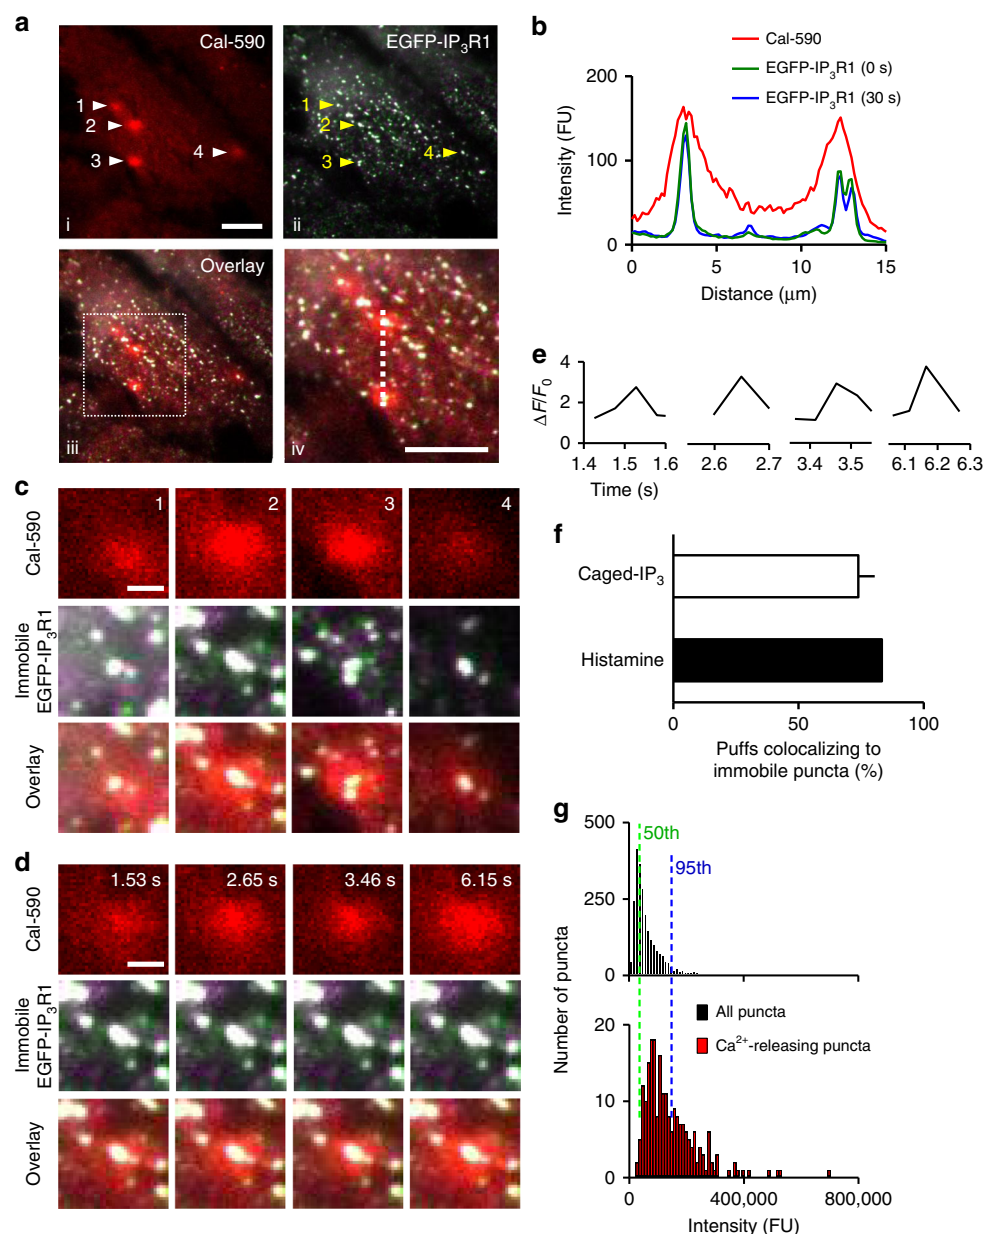 a
Cal-590
1
2
3
4
i
EGFP-IP3R1
1
2
3
4
ii
Overlay
iii
iv
b
Cal-590
EGFP-IP3R1 (0 s)
EGFP-IP3R1 (30 s)
Intensity (FU)
200
100
0
0 5 10 15
Distance (μm)
e
ΔF/F0
4
2
0
1.4 1.5 1.6 2.6 2.7 3.4 3.5 6.1 6.2 6.3
Time (s)
c
Cal-590
1 2 3 4
Immobile
EGFP-IP3R1
Overlay
f
Caged-IP3
Histamine
0 50 100
Puffs colocalizing to
immobile puncta (%)
d
Cal-590
1.53 s 2.65 s 3.46 s 6.15 s
Immobile
EGFP-IP3R1
Overlay
g
Number of puncta
500
250
0
50th
95th
All puncta
Ca2+-releasing puncta
20
10
0
0 400,000 800,000
Intensity (FU)